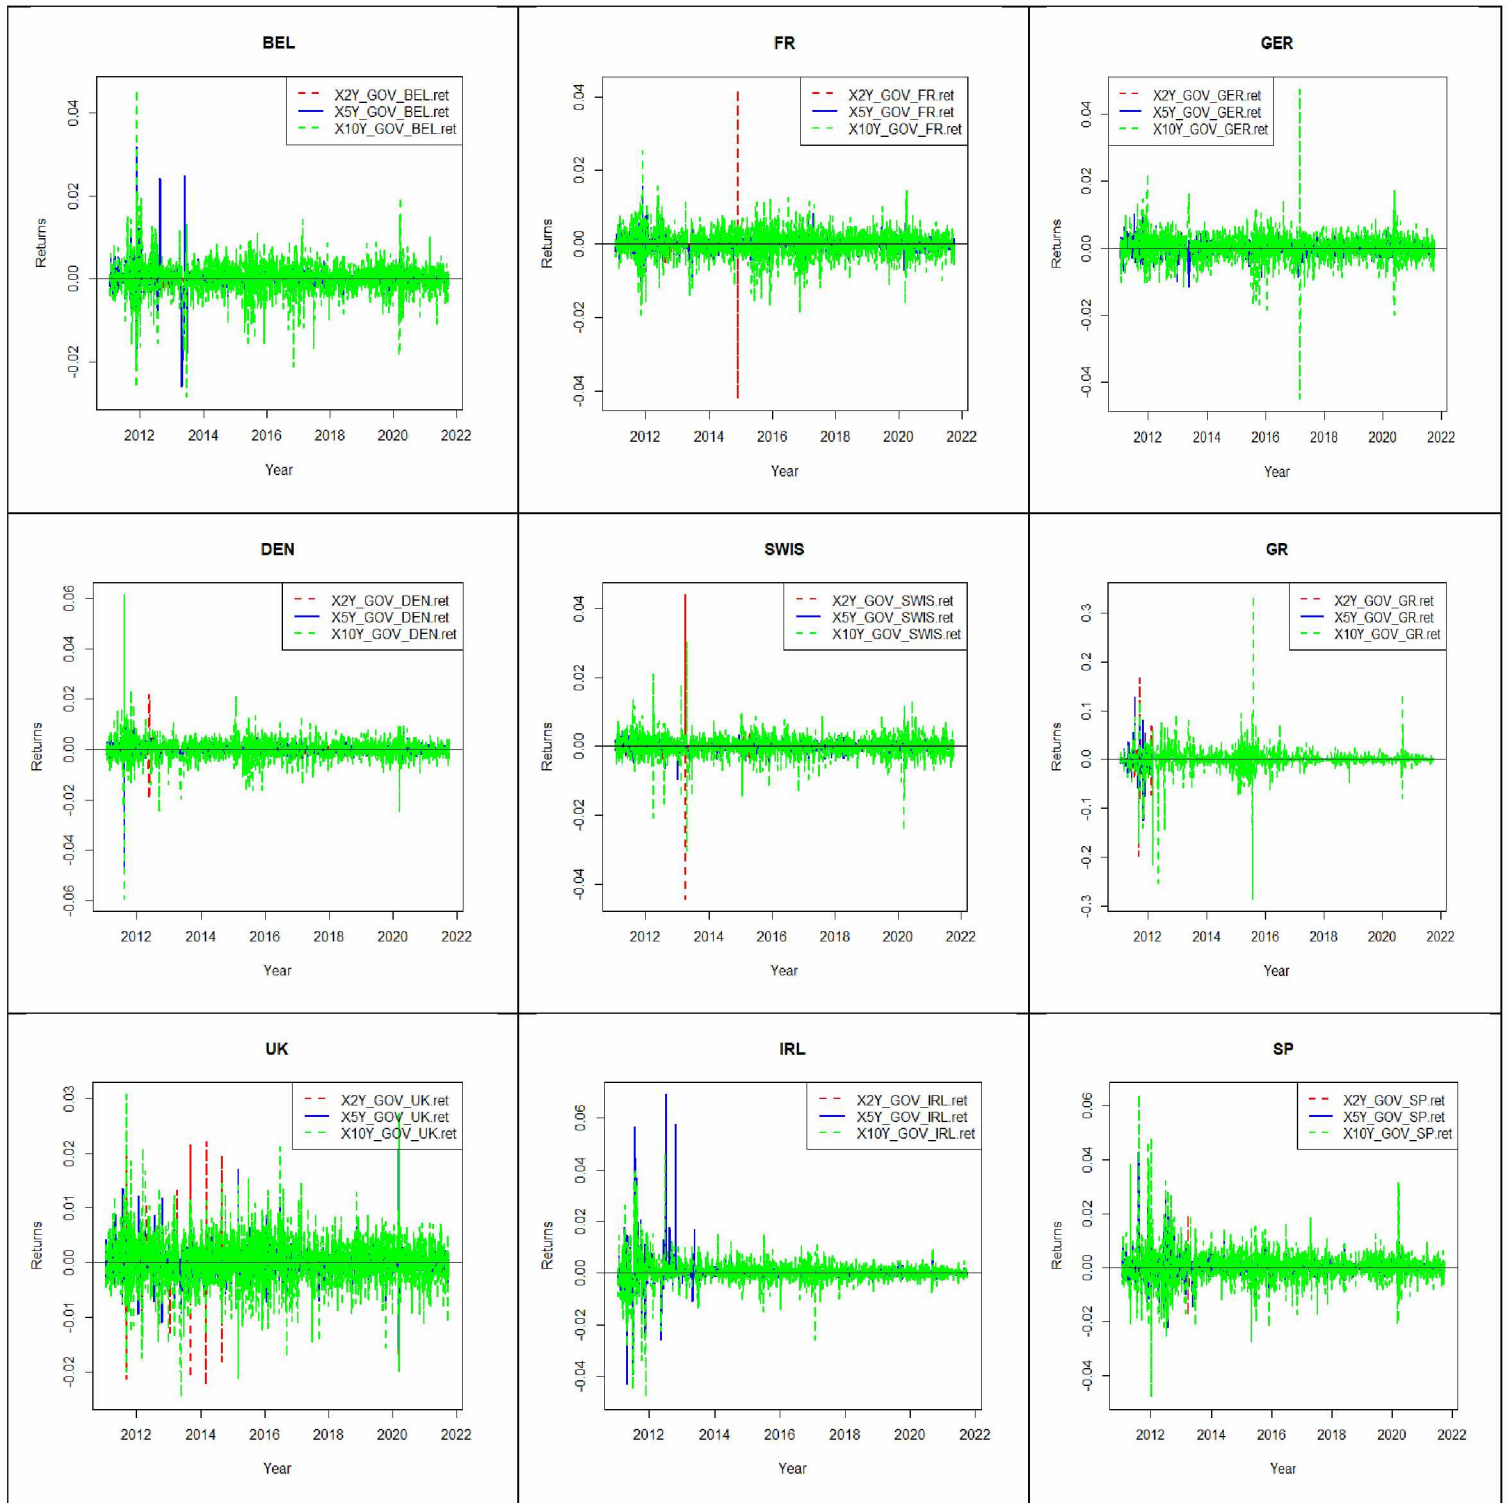 BEL
X2Y_GOV_BEL.ret
X5Y_GOV_BEL.ret
X10Y_GOV_BEL.ret
Returns
0.04
0.02
0.00
-0.02
2012 2014 2016 2018 2020 2022
Year
FR
X2Y_GOV_FR.ret
X5Y_GOV_FR.ret
X10Y_GOV_FR.ret
Returns
0.04
0.02
0.00
-0.02
-0.04
2012 2014 2016 2018 2020 2022
Year
GER
X2Y_GOV_GER.ret
X5Y_GOV_GER.ret
X10Y_GOV_GER.ret
Returns
0.04
0.02
0.00
-0.02
-0.04
2012 2014 2016 2018 2020 2022
Year
DEN
X2Y_GOV_DEN.ret
X5Y_GOV_DEN.ret
X10Y_GOV_DEN.ret
Returns
0.06
0.04
0.02
0.00
-0.02
-0.04
-0.06
2012 2014 2016 2018 2020 2022
Year
SWIS
X2Y_GOV_SWIS.ret
X5Y_GOV_SWIS.ret
X10Y_GOV_SWIS.ret
Returns
0.04
0.02
0.00
-0.02
-0.04
2012 2014 2016 2018 2020 2022
Year
GR
X2Y_GOV_GR.ret
X5Y_GOV_GR.ret
X10Y_GOV_GR.ret
Returns
0.3
0.2
0.1
0.0
-0.1
-0.2
-0.3
2012 2014 2016 2018 2020 2022
Year
UK
X2Y_GOV_UK.ret
X5Y_GOV_UK.ret
X10Y_GOV_UK.ret
Returns
0.03
0.02
0.01
0.00
-0.01
-0.02
2012 2014 2016 2018 2020 2022
Year
IRL
X2Y_GOV_IRL.ret
X5Y_GOV_IRL.ret
X10Y_GOV_IRL.ret
Returns
0.06
0.04
0.02
0.00
-0.02
-0.04
2012 2014 2016 2018 2020 2022
Year
SP
X2Y_GOV_SP.ret
X5Y_GOV_SP.ret
X10Y_GOV_SP.ret
Returns
0.06
0.04
0.02
0.00
-0.02
-0.04
2012 2014 2016 2018 2020 2022
Year